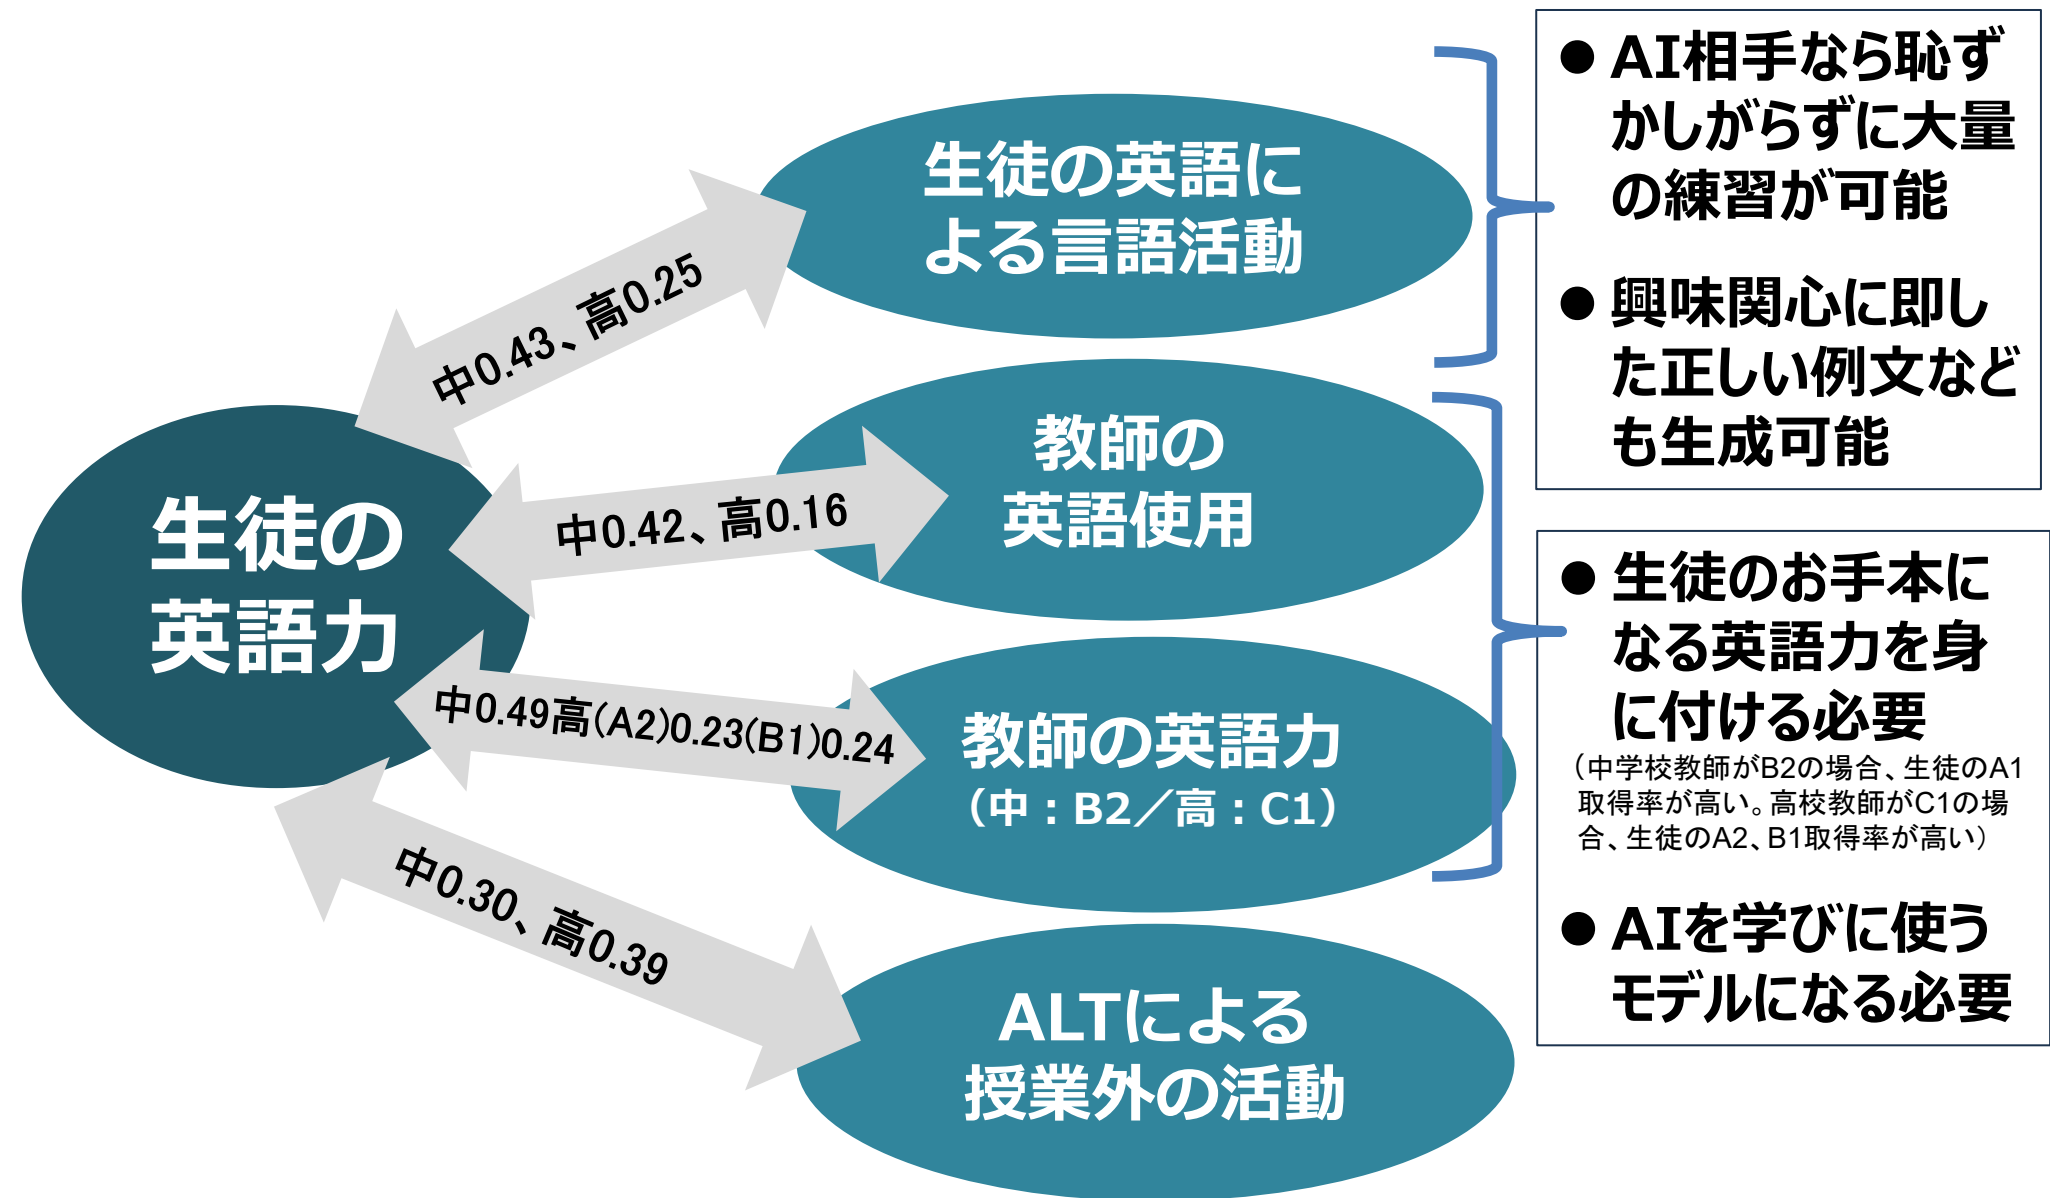 生徒の
英語力
中0.43、高0.25
生徒の英語に
よる言語活動
中0.42、高0.16
教師の
英語使用
中0.49高(A2)0.23(B1)0.24
教師の英語力
（中：B2／高：C1）
中0.30、高0.39
ALTによる
授業外の活動
● AI相手なら恥ず
かしがらずに大量
の練習が可能
● 興味関心に即し
た正しい例文など
も生成可能
● 生徒のお手本に
なる英語力を身
に付ける必要
（中学校教師がB2の場合、生徒のA1
取得率が高い。高校教師がC1の場
合、生徒のA2、B1取得率が高い）
● AIを学びに使う
モデルになる必要